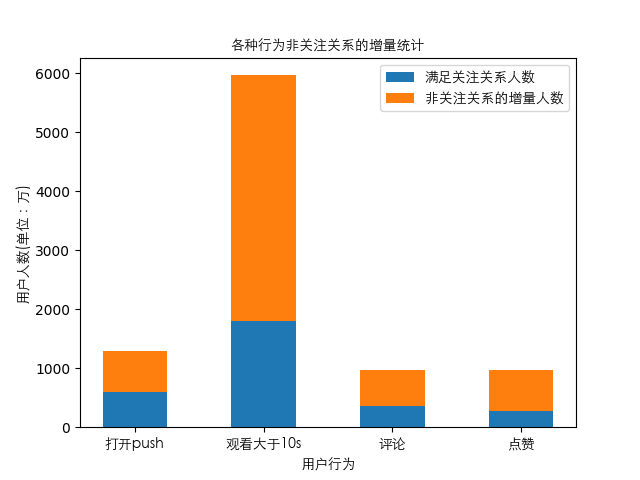 各种行为非关注关系的增量统计
满足关注关系人数
非关注关系的增量人数
用户人数(单位：万)
6000
5000
4000
3000
2000
1000
0
打开push
观看大于10s
评论
点赞
用户行为